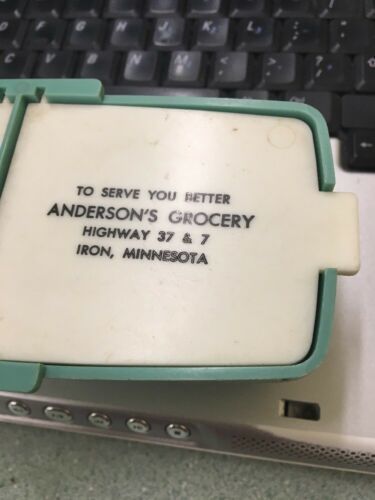 TO SERVE YOU BETTER
ANDERSON'S GROCERY
HIGHWAY 37 & 7
IRON, MINNESOTA